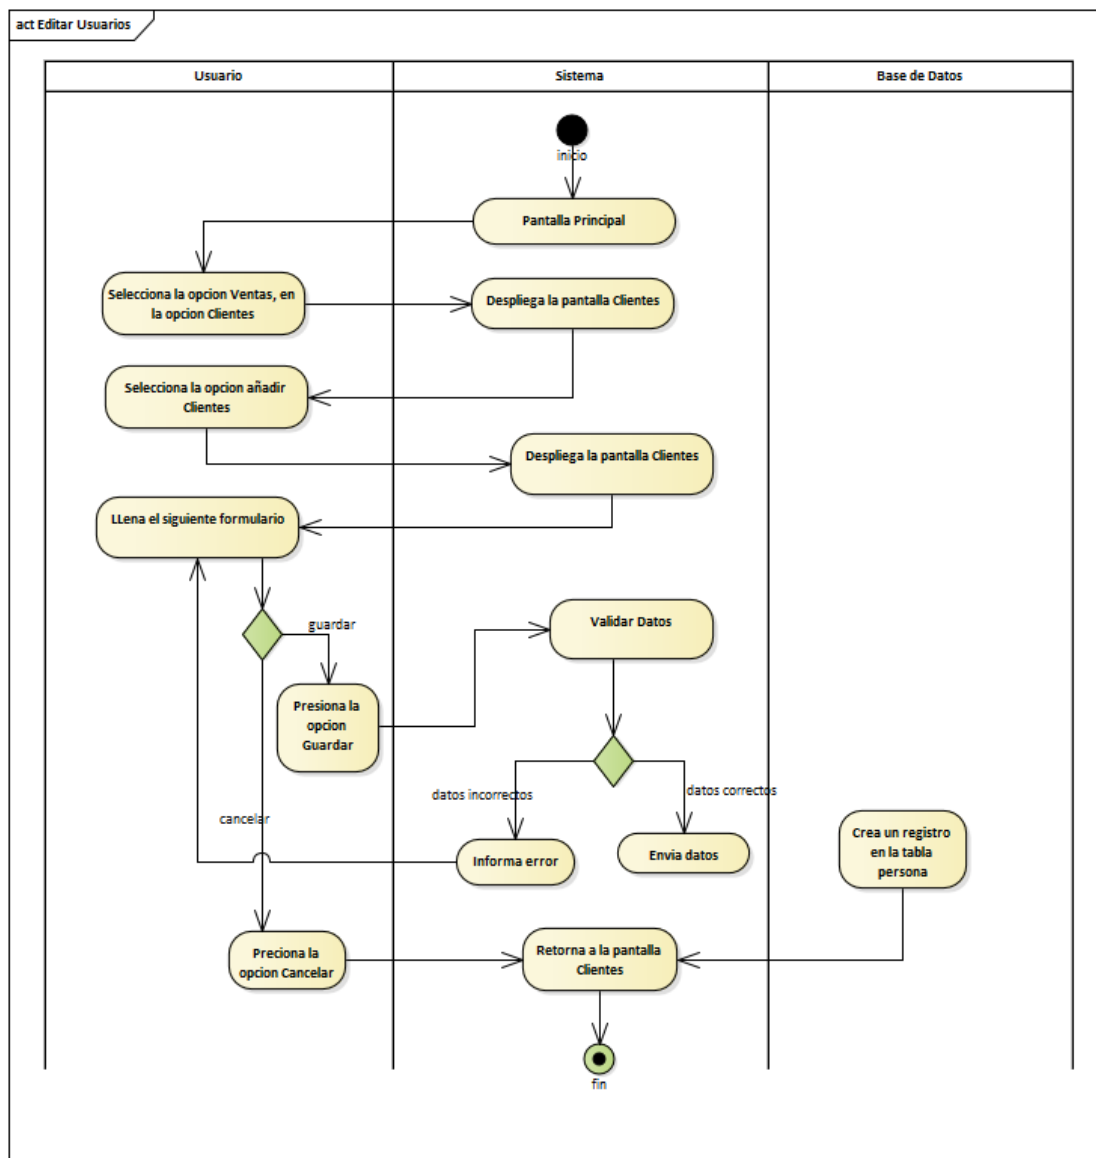 act Editar Usuarios
Usuario
Sistema
Base de Datos
inicio
Pantalla Principal
Selecciona la opcion Ventas, en
la opcion Clientes
Despliega la pantalla Clientes
Selecciona la opcion añadir
Clientes
Despliega la pantalla Clientes
LLena el siguiente formulario
guardar
Validar Datos
Presiona la
opcion
Guardar
datos incorrectos
datos correctos
cancelar
Informa error
Envia datos
Crea un registro
en la tabla
persona
Preciona la
opcion Cancelar
Retorna a la pantalla
Clientes
fin